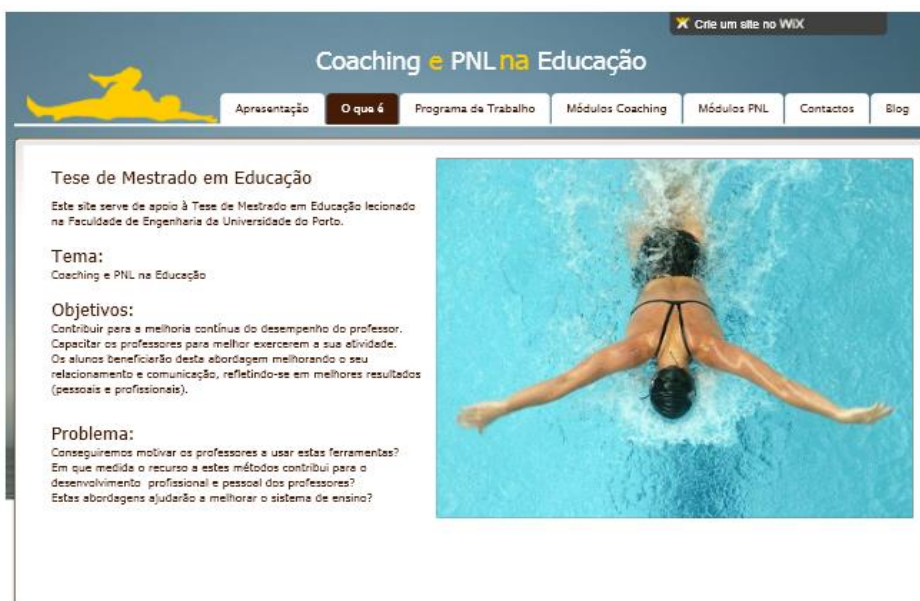 Crie um site no WiX
Coaching e PNL na Educação
Apresentação O que é Programa de Trabalho Módulos Coaching Módulos PNL Contactos Blog
Tese de Mestrado em Educação
Este site serve de apoio à Tese de Mestrado em Educação lecionado
na Faculdade de Engenharia da Universidade do Porto.
Tema:
Coaching e PNL na Educação
Objetivos:
Contribuir para a melhoria contínua do desempenho do professor.
Capacitar os professores para melhor exercerem a sua atividade.
Os alunos beneficiarão desta abordagem melhorando o seu
relacionamento e comunicação, refletindo-se em melhores resultados
(pessoais e profissionais).
Problema:
Conseguiremos motivar os professores a usar estas ferramentas?
Em que medida o recurso a estes métodos contribui para o
desenvolvimento profissional e pessoal dos professores?
Estas abordagens ajudarão a melhorar o sistema de ensino?